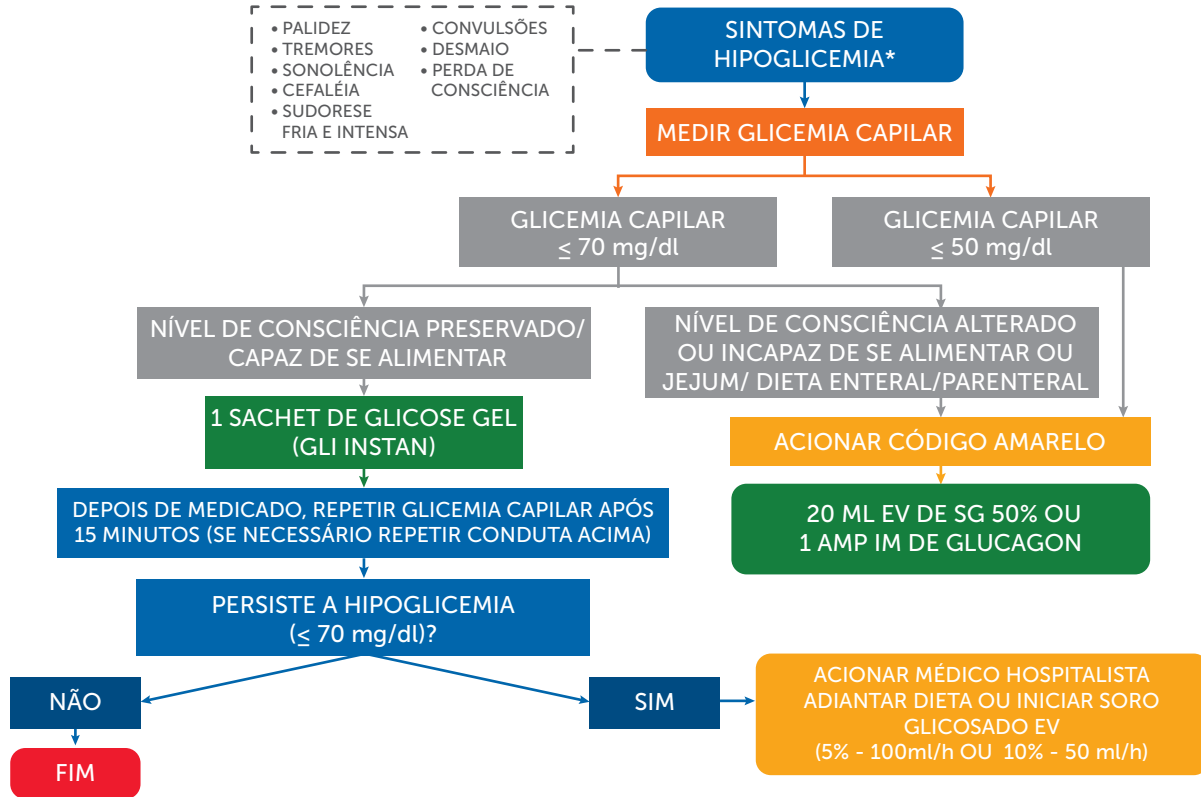 • PALIDEZ
• TREMORES
• SONOLÊNCIA
• CEFALÉIA
• SUDORESE
FRIA E INTENSA
• CONVULSÕES
• DESMAIO
• PERDA DE
CONSCIÊNCIA
SINTOMAS DE
HIPOGLICEMIA*
MEDIR GLICEMIA CAPILAR
GLICEMIA CAPILAR
≤ 70 mg/dl
GLICEMIA CAPILAR
≤ 50 mg/dl
NÍVEL DE CONSCIÊNCIA PRESERVADO/
CAPAZ DE SE ALIMENTAR
NÍVEL DE CONSCIÊNCIA ALTERADO
OU INCAPAZ DE SE ALIMENTAR OU
JEJUM/ DIETA ENTERAL/PARENTERAL
1 SACHET DE GLICOSE GEL
(GLI INSTAN)
ACIONAR CÓDIGO AMARELO
DEPOIS DE MEDICADO, REPETIR GLICEMIA CAPILAR APÓS
15 MINUTOS (SE NECESSÁRIO REPETIR CONDUTA ACIMA)
20 ML EV DE SG 50% OU
1 AMP IM DE GLUCAGON
PERSISTE A HIPOGLICEMIA
(≤ 70 mg/dl)?
NÃO
SIM
ACIONAR MÉDICO HOSPITALISTA
ADIANTAR DIETA OU INICIAR SORO
GLICOSADO EV
(5% - 100ml/h OU 10% - 50 ml/h)
FIM